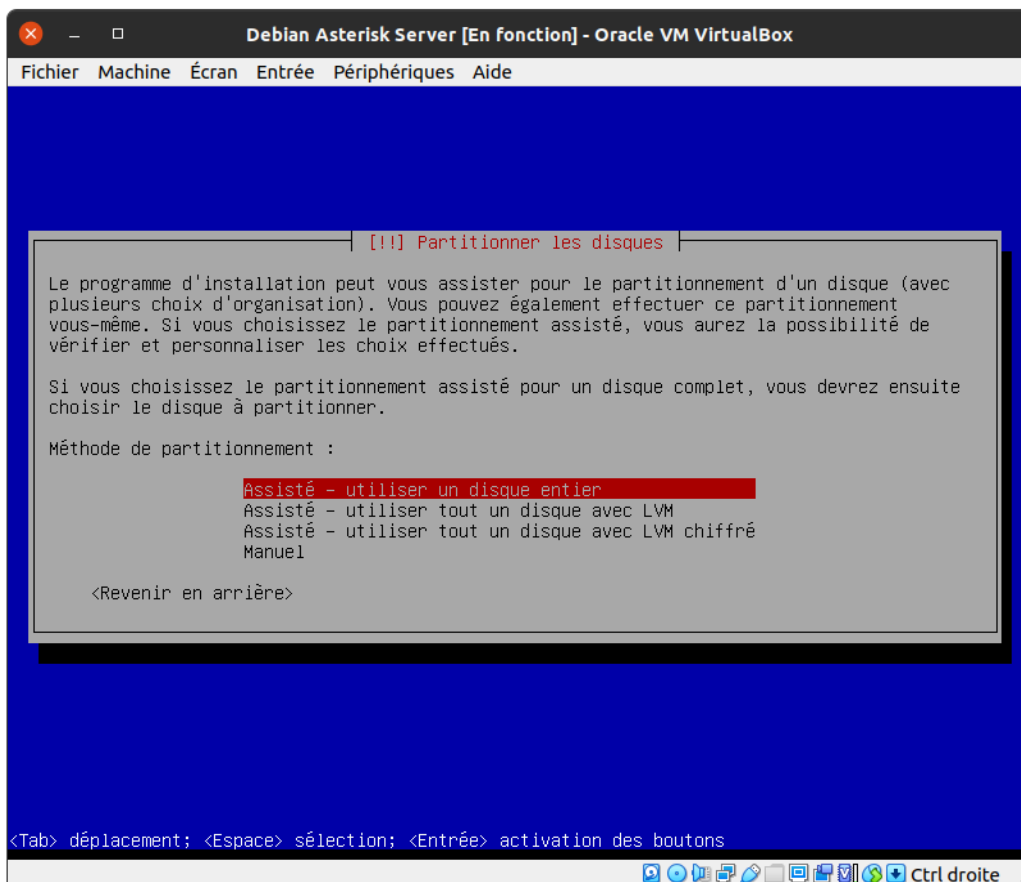 Debian Asterisk Server [En fonction] - Oracle VM VirtualBox
Fichier Machine Écran Entrée Périphériques Aide
[!!] Partitionner les disques
Le programme d'installation peut vous assister pour le partitionnement d'un disque (avec
plusieurs choix d'organisation). Vous pouvez également effectuer ce partitionnement
vous-même. Si vous choisissez le partitionnement assisté, vous aurez la possibilité de
vérifier et personnaliser les choix effectués.
Si vous choisissez le partitionnement assisté pour un disque complet, vous devrez ensuite
choisir le disque à partitionner.
Méthode de partitionnement :
Assisté - utiliser un disque entier
Assisté - utiliser tout un disque avec LVM
Assisté - utiliser tout un disque avec LVM chiffré
Manuel
<Revenir en arrière>
<Tab> déplacement; <Espace> sélection; <Entrée> activation des boutons
Ctrl droite